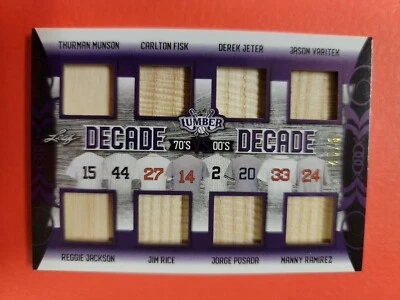 THURMAN MUNSON CARLTON FISK DEREK JETER JASON VARITEK
LUMBER
Leaf DECADE 70'S VS 00'S DECADE
15 44 27 14 2 20 33 24
REGGIE JACKSON JIM RICE JORGE POSADA MANNY RAMIREZ